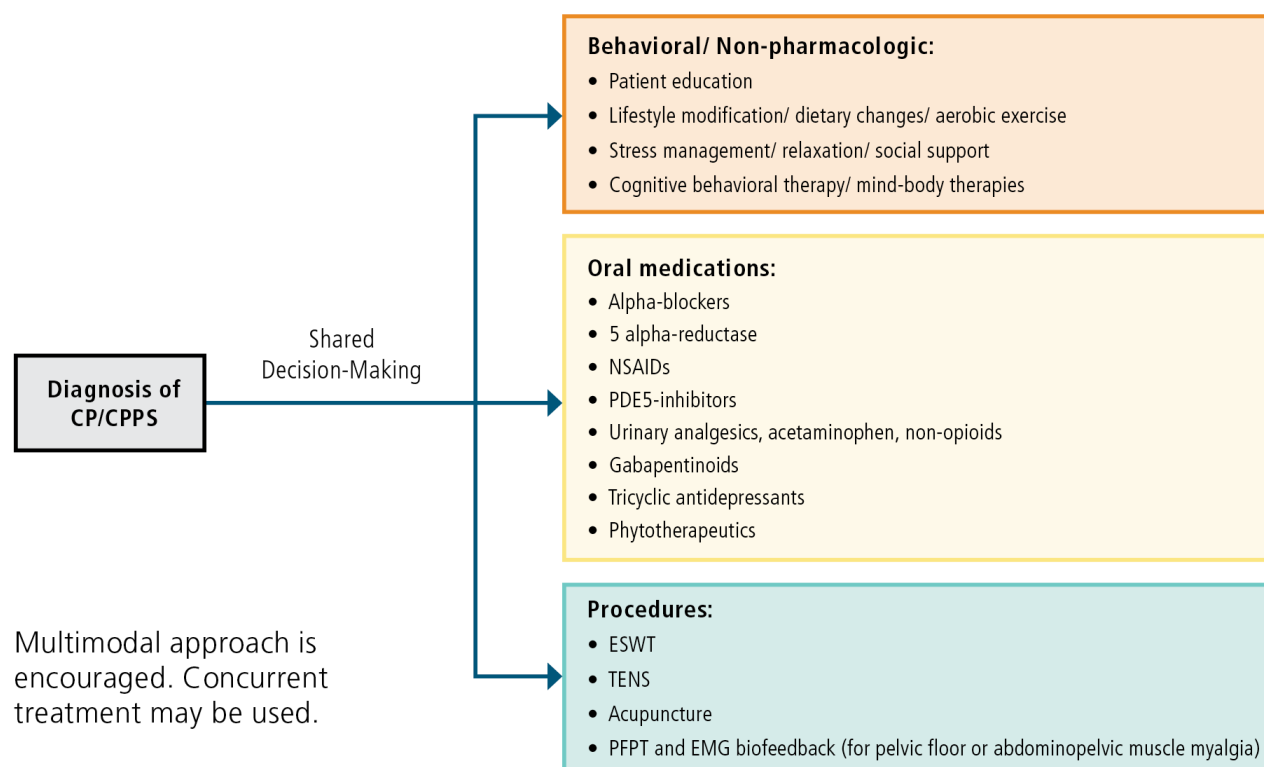 Behavioral/ Non-pharmacologic:
• Patient education
• Lifestyle modification/ dietary changes/ aerobic exercise
• Stress management/ relaxation/ social support
• Cognitive behavioral therapy/ mind-body therapies
Oral medications:
• Alpha-blockers
• 5 alpha-reductase
• NSAIDs
• PDE5-inhibitors
• Urinary analgesics, acetaminophen, non-opioids
• Gabapentinoids
• Tricyclic antidepressants
• Phytotherapeutics
Shared
Decision-Making
Diagnosis of
CP/CPPS
Procedures:
• ESWT
• TENS
• Acupuncture
• PFPT and EMG biofeedback (for pelvic floor or abdominopelvic muscle myalgia)
Multimodal approach is
encouraged. Concurrent
treatment may be used.